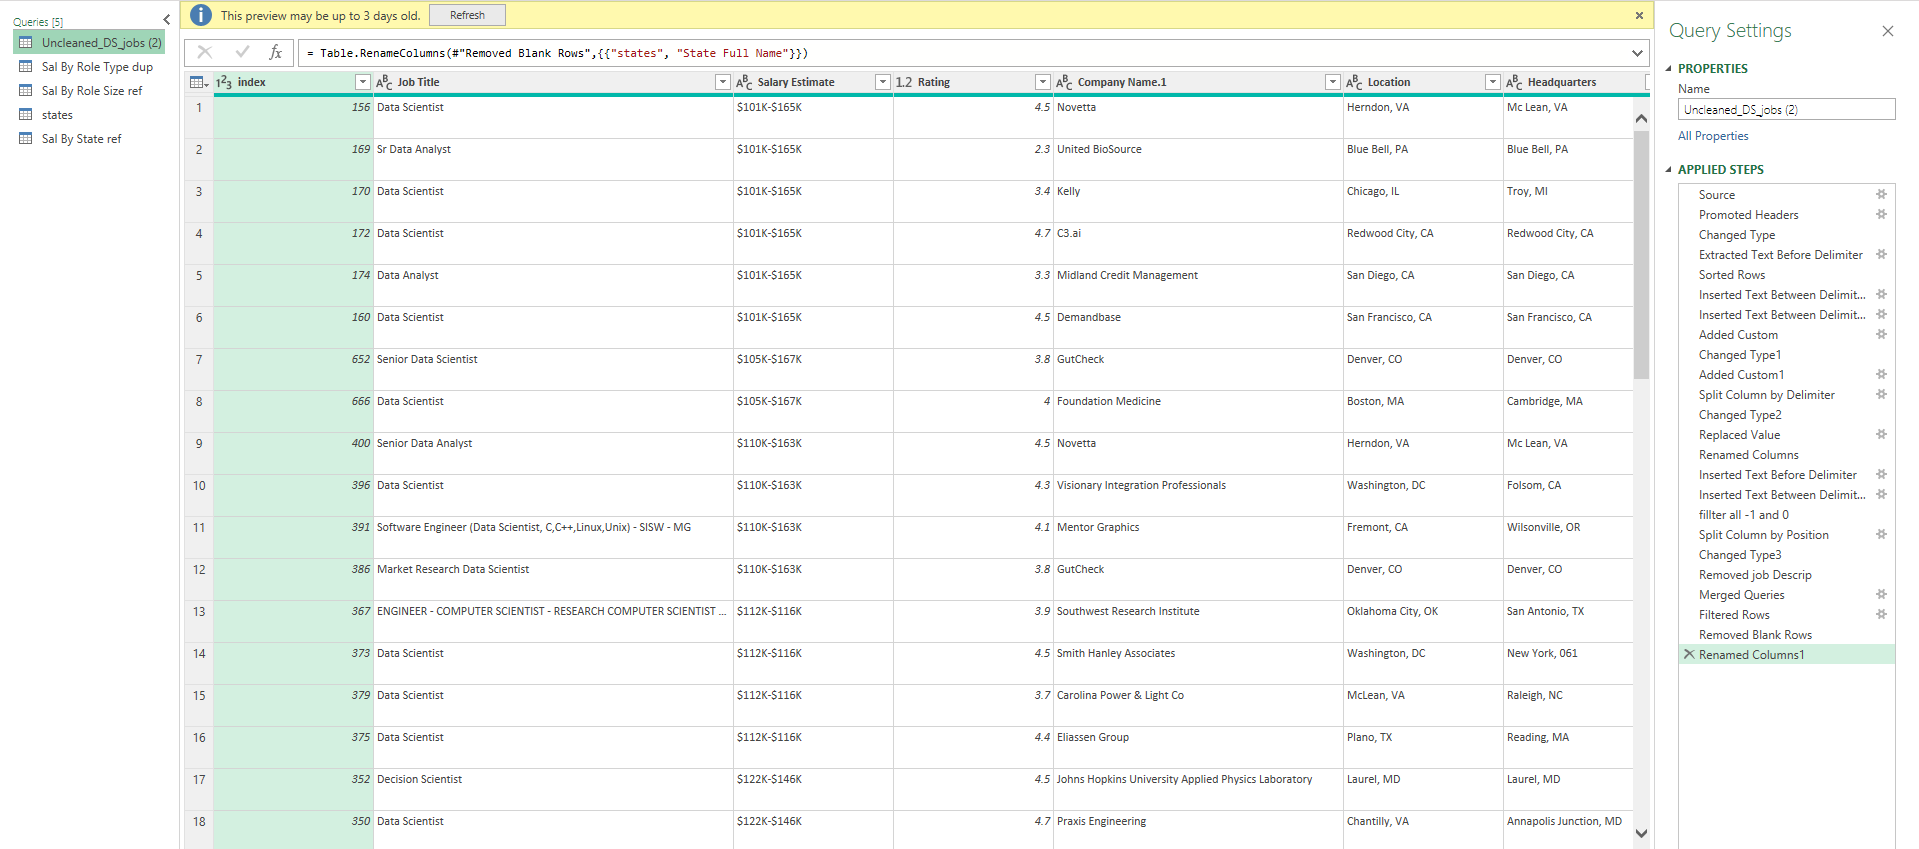 Queries [5]
Uncleaned_DS_jobs (2)
Sal By Role Type dup
Sal By Role Size ref
states
Sal By State ref
This preview may be up to 3 days old.
Refresh
fx
= Table.RenameColumns(#"Removed Blank Rows",{{"states", "State Full Name"}})
1²3 index ABC Job Title ABC Salary Estimate 1.2 Rating ABC Company Name.1 ABC Location ABC Headquarters
1 156 Data Scientist $101K-$165K 4.5 Novetta Herndon, VA Mc Lean, VA
2 169 Sr Data Analyst $101K-$165K 2.3 United BioSource Blue Bell, PA Blue Bell, PA
3 170 Data Scientist $101K-$165K 3.4 Kelly Chicago, IL Troy, MI
4 172 Data Scientist $101K-$165K 4.7 C3.ai Redwood City, CA Redwood City, CA
5 174 Data Analyst $101K-$165K 3.3 Midland Credit Management San Diego, CA San Diego, CA
6 160 Data Scientist $101K-$165K 4.5 Demandbase San Francisco, CA San Francisco, CA
7 652 Senior Data Scientist $105K-$167K 3.8 GutCheck Denver, CO Denver, CO
8 666 Data Scientist $105K-$167K 4 Foundation Medicine Boston, MA Cambridge, MA
9 400 Senior Data Analyst $110K-$163K 4.5 Novetta Herndon, VA Mc Lean, VA
10 396 Data Scientist $110K-$163K 4.3 Visionary Integration Professionals Washington, DC Folsom, CA
11 391 Software Engineer (Data Scientist, C,C++,Linux,Unix) - SISW - MG $110K-$163K 4.1 Mentor Graphics Fremont, CA Wilsonville, OR
12 386 Market Research Data Scientist $110K-$163K 3.8 GutCheck Denver, CO Denver, CO
13 367 ENGINEER - COMPUTER SCIENTIST - RESEARCH COMPUTER SCIENTIST ... $112K-$116K 3.9 Southwest Research Institute Oklahoma City, OK San Antonio, TX
14 373 Data Scientist $112K-$116K 4.5 Smith Hanley Associates Washington, DC New York, 061
15 379 Data Scientist $112K-$116K 3.7 Carolina Power & Light Co McLean, VA Raleigh, NC
16 375 Data Scientist $112K-$116K 4.4 Eliassen Group Plano, TX Reading, MA
17 352 Decision Scientist $122K-$146K 4.5 Johns Hopkins University Applied Physics Laboratory Laurel, MD Laurel, MD
18 350 Data Scientist $122K-$146K 4.7 Praxis Engineering Chantilly, VA Annapolis Junction, MD
Query Settings
PROPERTIES
Name
Uncleaned_DS_jobs (2)
All Properties
APPLIED STEPS
Source
Promoted Headers
Changed Type
Extracted Text Before Delimiter
Sorted Rows
Inserted Text Between Delimit...
Inserted Text Between Delimit...
Added Custom
Changed Type1
Added Custom1
Split Column by Delimiter
Changed Type2
Replaced Value
Renamed Columns
Inserted Text Before Delimiter
Inserted Text Between Delimit...
fillter all -1 and 0
Split Column by Position
Changed Type3
Removed job Descrip
Merged Queries
Filtered Rows
Removed Blank Rows
Renamed Columns1